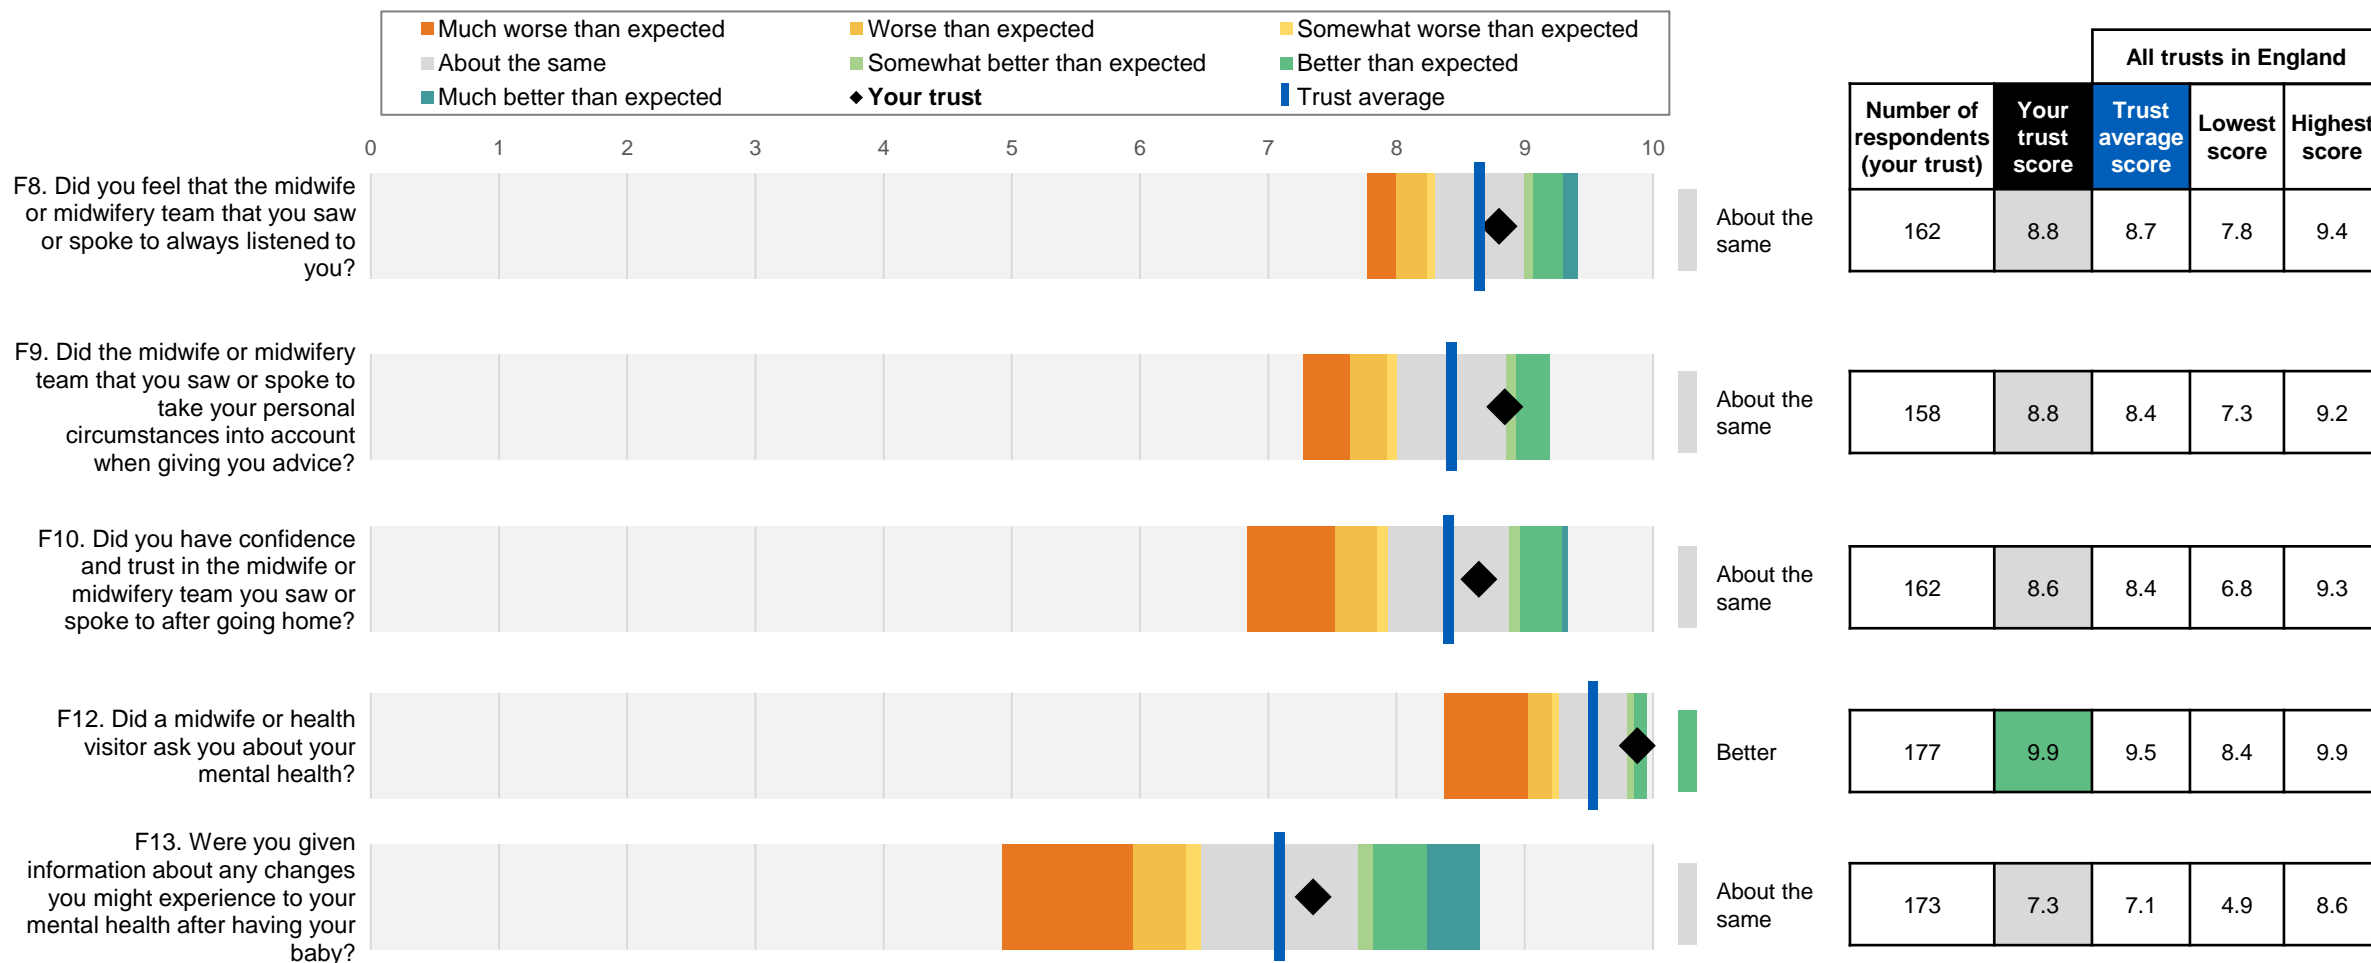 Much worse than expected
Worse than expected
Somewhat worse than expected
About the same
Somewhat better than expected
Better than expected
Much better than expected
Your trust
Trust average
All trusts in England
Number of
respondents
(your trust)
Your
trust
score
Trust
average
score
Lowest
score
Highest
score
0 1 2 3 4 5 6 7 8 9 10
F8. Did you feel that the midwife
or midwifery team that you saw
or spoke to always listened to
you?
About the
same
162 8.8 8.7 7.8 9.4
F9. Did the midwife or midwifery
team that you saw or spoke to
take your personal
circumstances into account
when giving you advice?
About the
same
158 8.8 8.4 7.3 9.2
F10. Did you have confidence
and trust in the midwife or
midwifery team you saw or
spoke to after going home?
About the
same
162 8.6 8.4 6.8 9.3
F12. Did a midwife or health
visitor ask you about your
mental health?
Better
177 9.9 9.5 8.4 9.9
F13. Were you given
information about any changes
you might experience to your
mental health after having your
baby?
About the
same
173 7.3 7.1 4.9 8.6